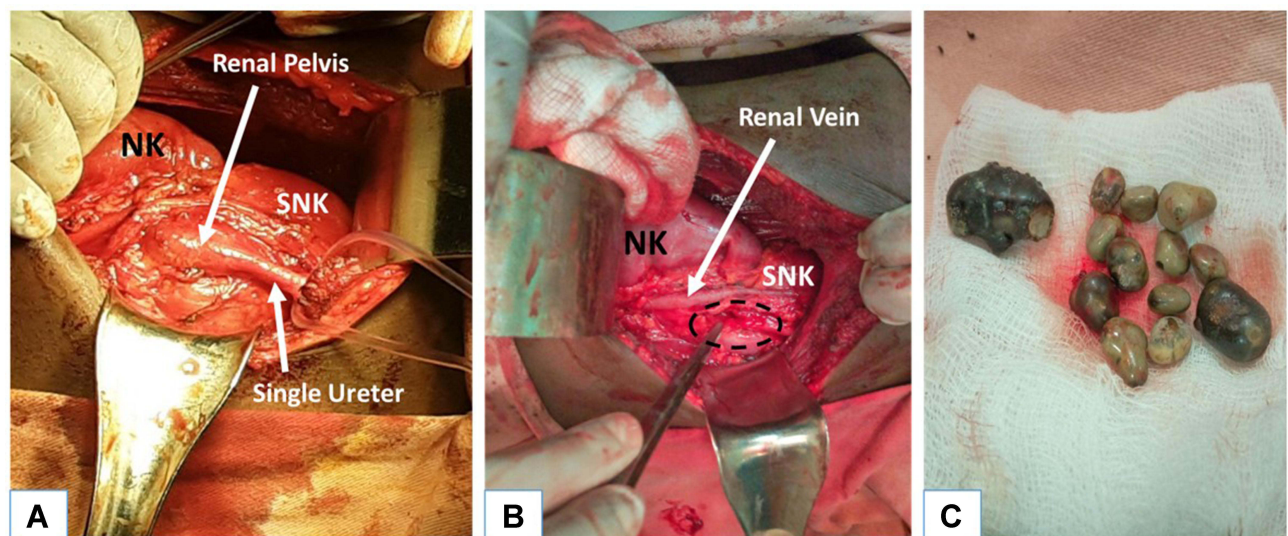 Renal Pelvis
NK
SNK
Single Ureter
A
Renal Vein
NK
SNK
B
C